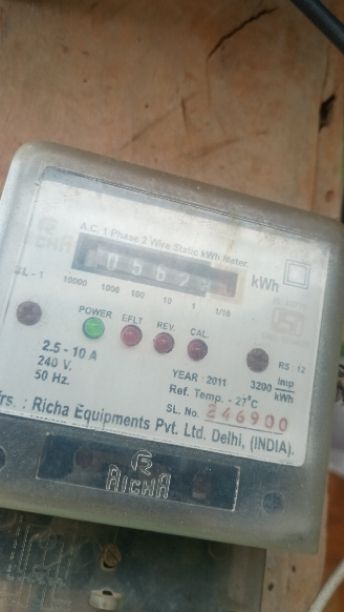 A.C. 1 Phase 2 Wire Static kWh Meter.
RICHA
kWh
SL - 1
10000 1000 100 10 1 1/10
POWER EFLT REV. CAL.
RS : 12
2.5 - 10 A
240 V.
50 Hz.
YEAR : 2011
3200 imp/kWh
Ref. Temp. - 27°C
SL. No. 246900
Mfrs. : Richa Equipments Pvt. Ltd. Delhi, (INDIA).
RICHA